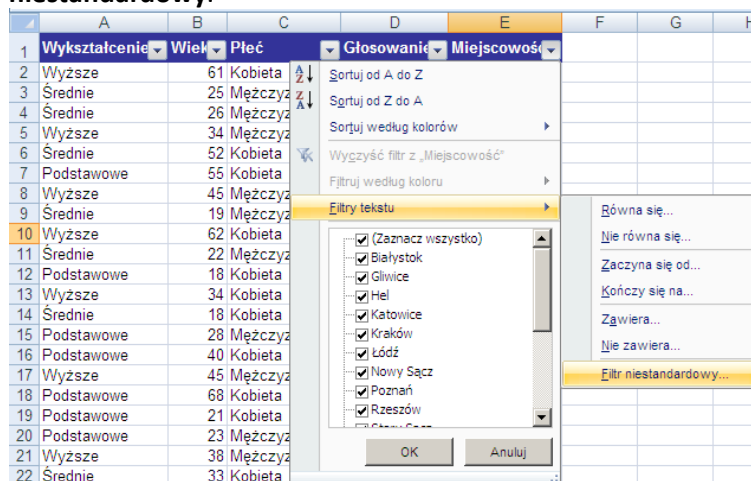 niestandardowy.
A B C D E F G H
1 Wykształcenie Wiek Płeć Głosowanie Miejscowość
2 Wyższe 61 Kobieta
3 Średnie 25 Mężczyz
4 Średnie 26 Mężczyz
5 Wyższe 34 Mężczyz
6 Średnie 52 Kobieta
7 Podstawowe 55 Kobieta
8 Wyższe 45 Mężczyz
9 Średnie 19 Mężczyz
10 Wyższe 62 Kobieta
11 Średnie 22 Mężczyz
12 Podstawowe 18 Kobieta
13 Wyższe 34 Kobieta
14 Średnie 18 Kobieta
15 Podstawowe 28 Mężczyz
16 Podstawowe 40 Kobieta
17 Wyższe 45 Mężczyz
18 Podstawowe 68 Kobieta
19 Podstawowe 21 Kobieta
20 Podstawowe 23 Mężczyz
21 Wyższe 38 Mężczyz
22 Średnie 33 Kobieta
Sortuj od A do Z
Sortuj od Z do A
Sortuj według kolorów
Wyczyść filtr z „Miejscowość”
Filtruj według koloru
Filtry tekstu
(Zaznacz wszystko)
Białystok
Gliwice
Hel
Katowice
Kraków
Łódź
Nowy Sącz
Poznań
Rzeszów
OK Anuluj
Równa się...
Nie równa się...
Zaczyna się od...
Kończy się na...
Zawiera...
Nie zawiera...
Filtr niestandardowy...